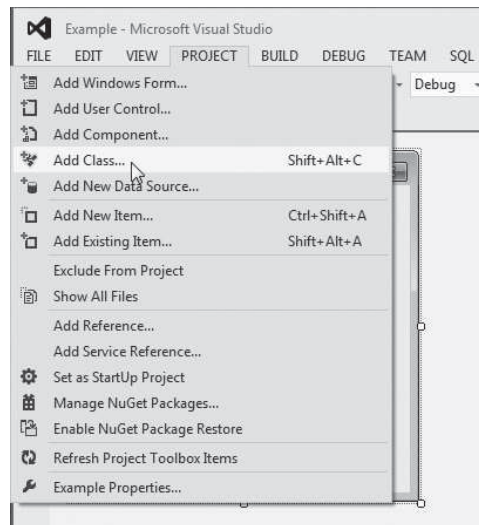 Example - Microsoft Visual Studio
FILE EDIT VIEW PROJECT BUILD DEBUG TEAM SQL
Debug
Add Windows Form...
Add User Control...
Add Component...
Add Class... Shift+Alt+C
Add New Data Source...
Add New Item... Ctrl+Shift+A
Add Existing Item... Shift+Alt+A
Exclude From Project
Show All Files
Add Reference...
Add Service Reference...
Set as StartUp Project
Manage NuGet Packages...
Enable NuGet Package Restore
Refresh Project Toolbox Items
Example Properties...